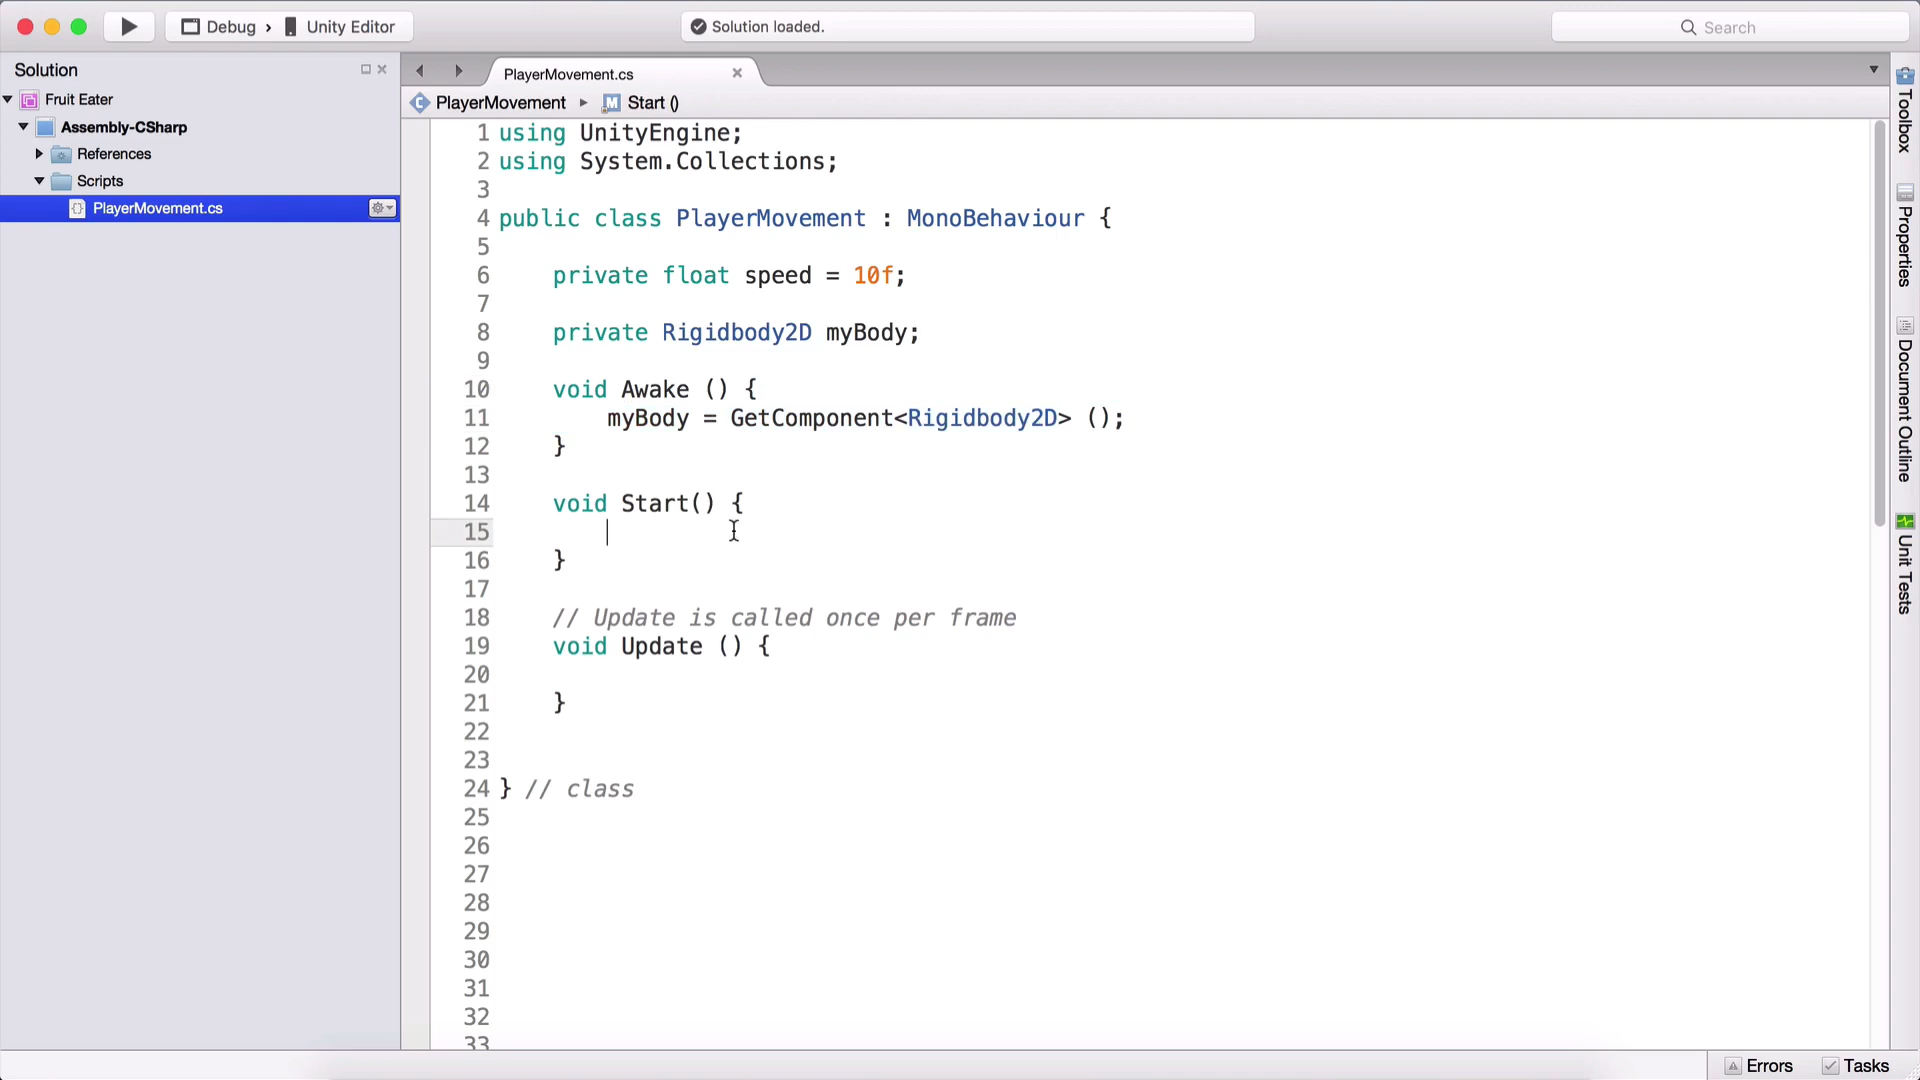 Debug › Unity Editor
Solution loaded.
Search
Solution
Fruit Eater
Assembly-CSharp
References
Scripts
PlayerMovement.cs
PlayerMovement.cs
PlayerMovement ▸ Start ()
1 using UnityEngine;
2 using System.Collections;
3
4 public class PlayerMovement : MonoBehaviour {
5
6 private float speed = 10f;
7
8 private Rigidbody2D myBody;
9
10 void Awake () {
11 myBody = GetComponent<Rigidbody2D> ();
12 }
13
14 void Start() {
15
16 }
17
18 // Update is called once per frame
19 void Update () {
20
21 }
22
23
24 } // class
25
26
27
28
29
30
31
32
33
Toolbox
Properties
Document Outline
Unit Tests
Errors
Tasks